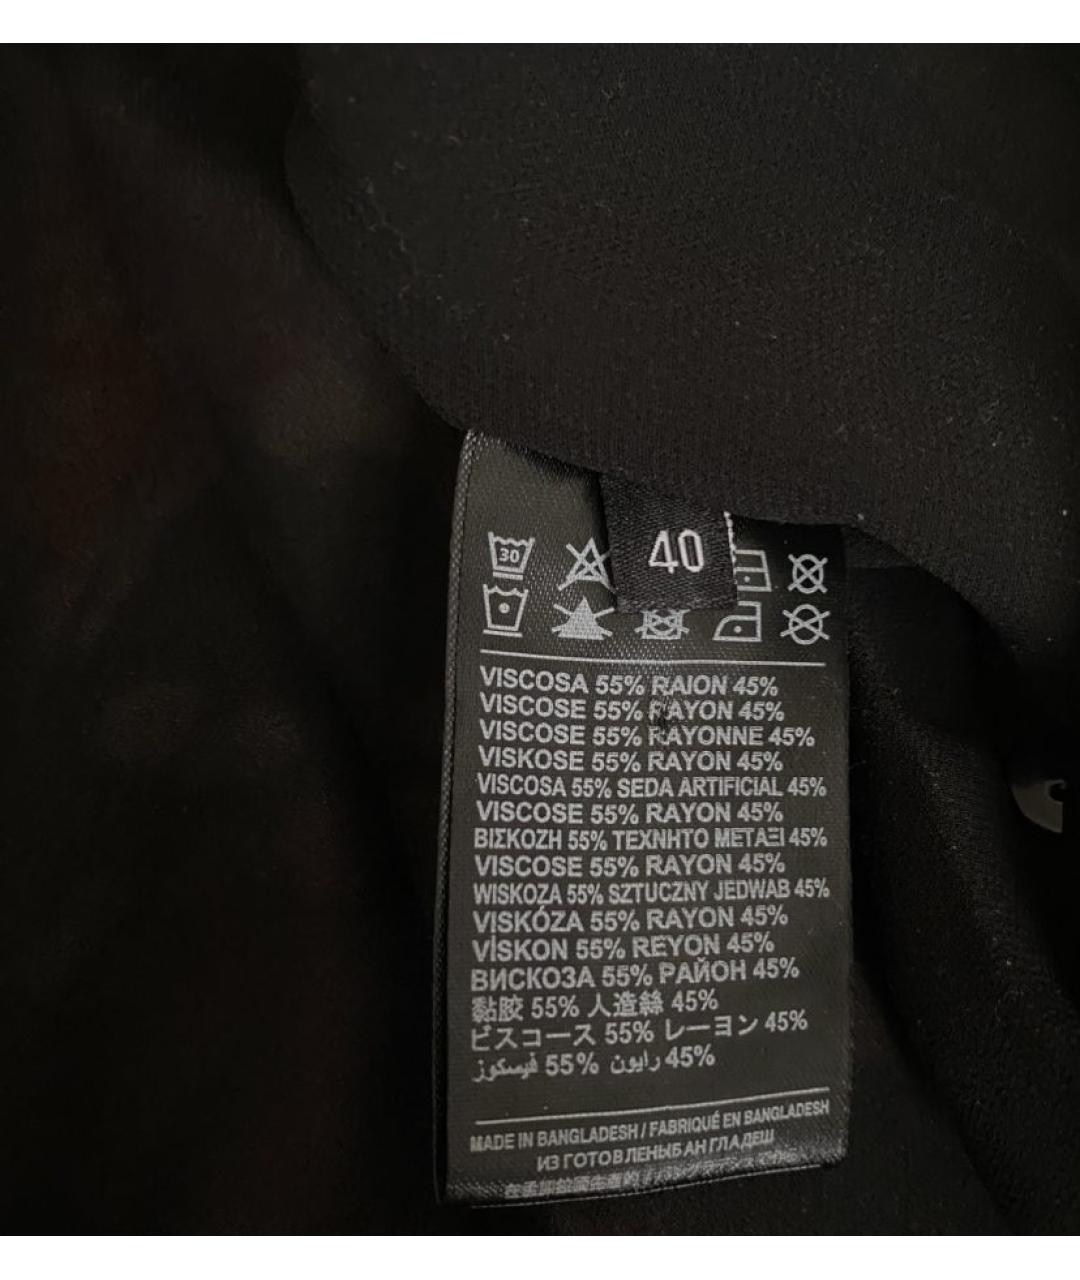 40
30
VISCOSA 55% RAION 45%
VISCOSE 55% RAYON 45%
VISCOSE 55% RAYONNE 45%
VISKOSE 55% RAYON 45%
VISCOSA 55% SEDA ARTIFICIAL 45%
VISCOSE 55% RAYON 45%
ΒΙΣΚΟΖΗ 55% ΤΕΧΝΗΤΟ ΜΕΤΑΞΙ 45%
VISCOSE 55% RAYON 45%
WISKOZA 55% SZTUCZNY JEDWAB 45%
VISKÓZA 55% RAYON 45%
VİSKON 55% REYON 45%
ВИСКОЗА 55% РАЙОН 45%
黏胶 55% 人造絲 45%
ビスコース 55% レーヨン 45%
فيسكوز 55% رايون 45%
MADE IN BANGLADESH / FABRIQUÉ EN BANGLADESH
ИЗ ГОТОВЛЕНЫБАНГЛАДЕШ